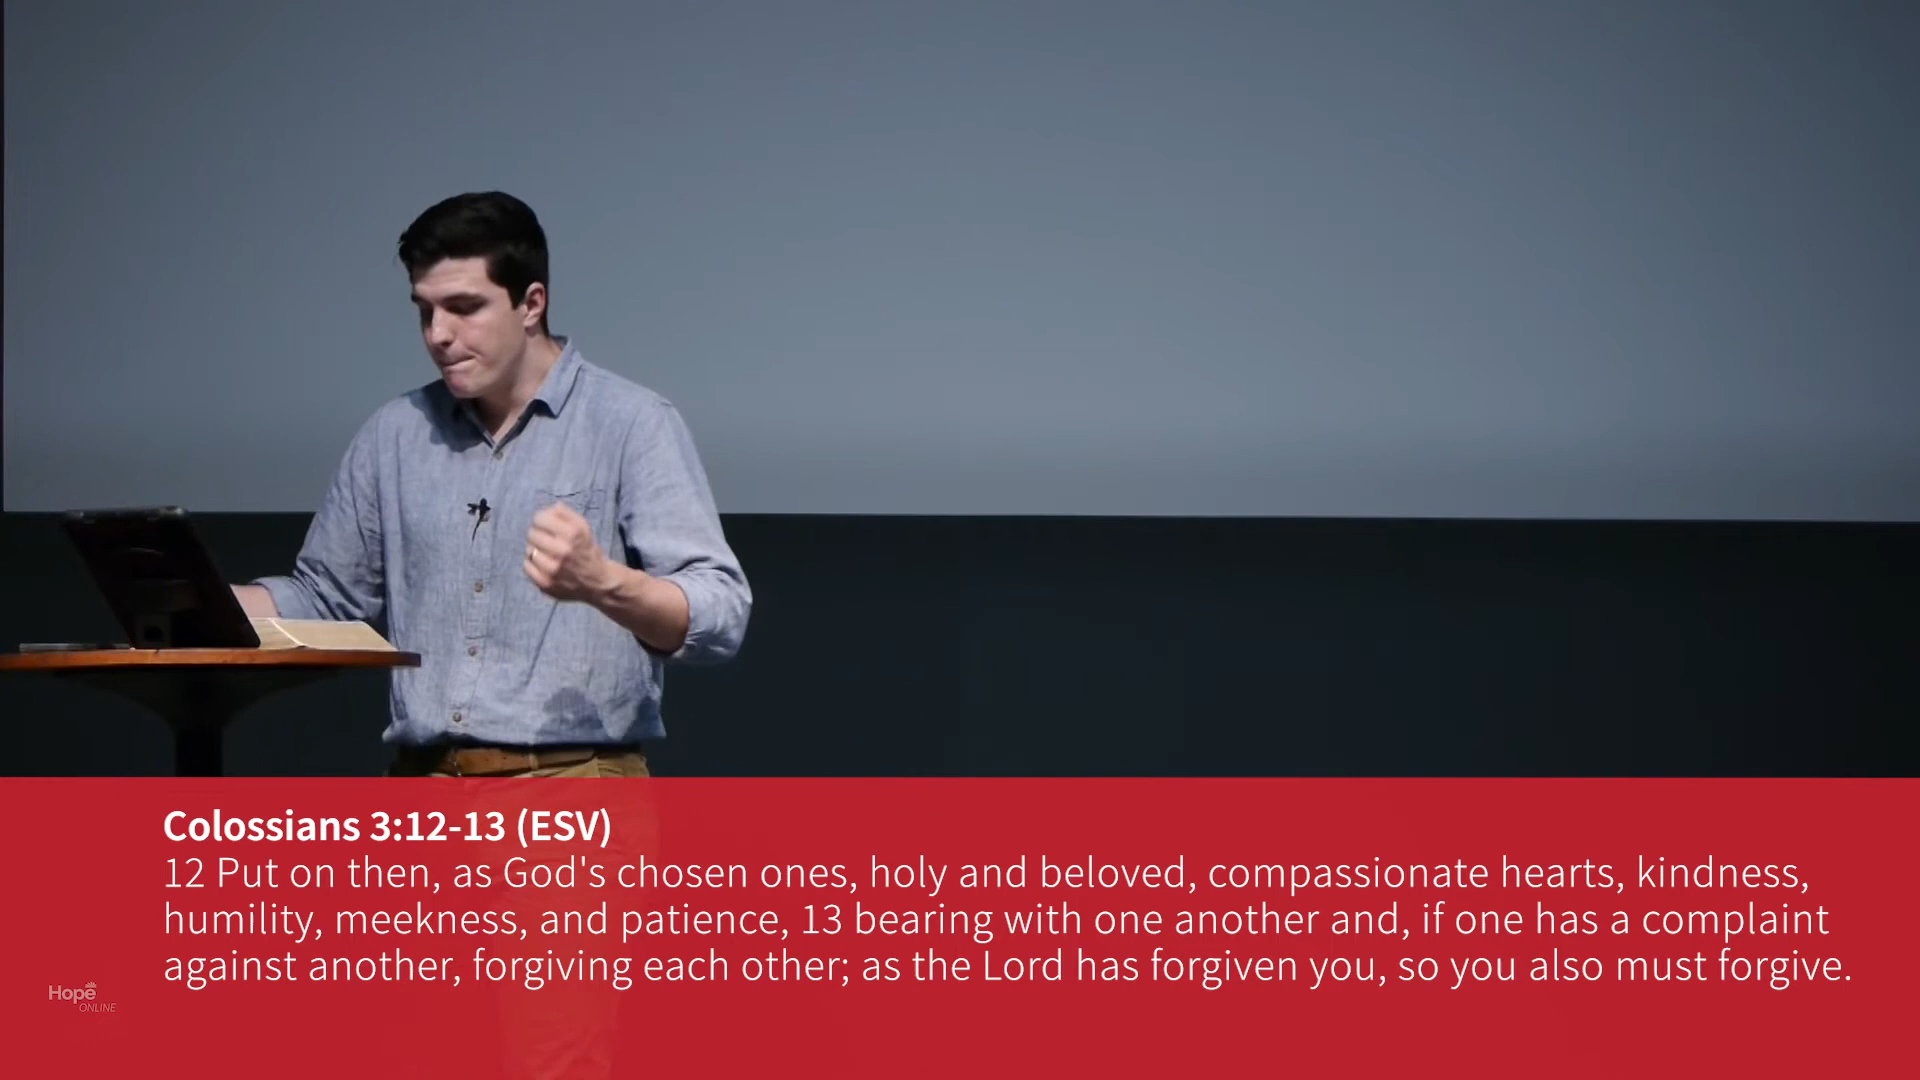 Colossians 3:12-13 (ESV)
12 Put on then, as God's chosen ones, holy and beloved, compassionate hearts, kindness,
humility, meekness, and patience, 13 bearing with one another and, if one has a complaint
against another, forgiving each other; as the Lord has forgiven you, so you also must forgive.
Hope
ONLINE